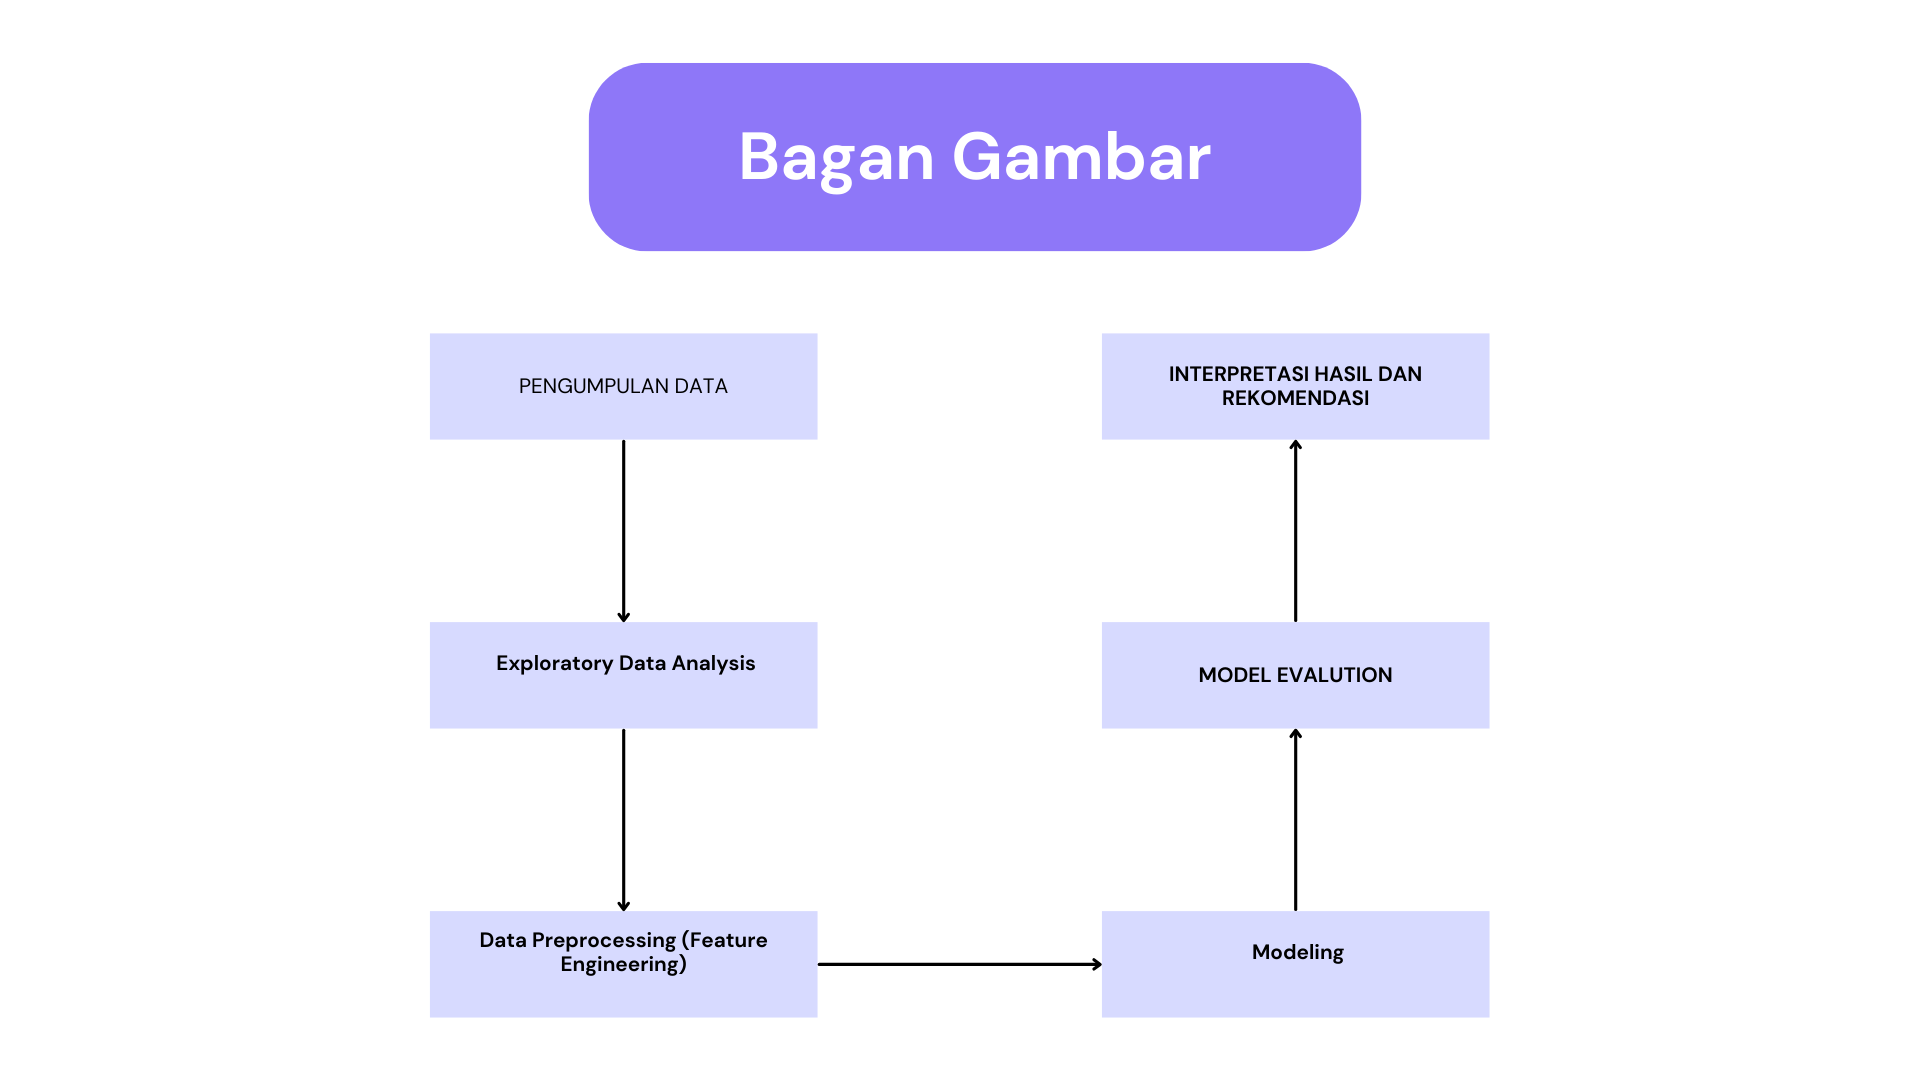 Bagan Gambar
PENGUMPULAN DATA
Exploratory Data Analysis
Data Preprocessing (Feature
Engineering)
Modeling
MODEL EVALUTION
INTERPRETASI HASIL DAN
REKOMENDASI